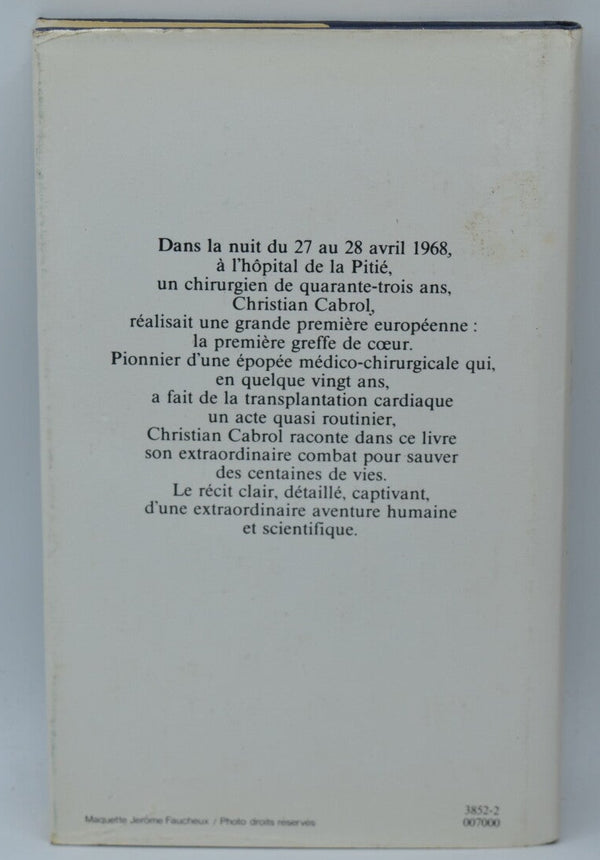 Dans la nuit du 27 au 28 avril 1968,
à l'hôpital de la Pitié,
un chirurgien de quarante-trois ans,
Christian Cabrol,
réalisait une grande première européenne :
la première greffe de cœur.
Pionnier d'une épopée médico-chirurgicale qui,
en quelque vingt ans,
a fait de la transplantation cardiaque
un acte quasi routinier,
Christian Cabrol raconte dans ce livre
son extraordinaire combat pour sauver
des centaines de vies.
Le récit clair, détaillé, captivant,
d'une extraordinaire aventure humaine
et scientifique.
3852-2
Maquette Jérôme Faucheux / Photo droits réservés
007000